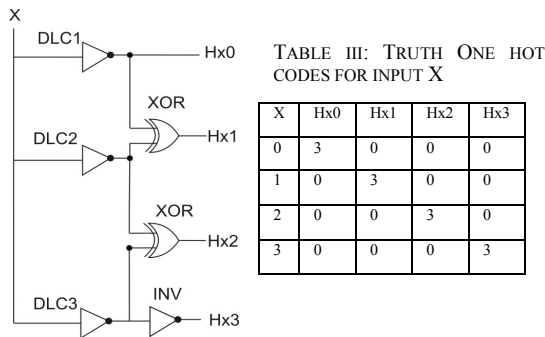 X
DLC1
Hx0
XOR
Hx1
DLC2
XOR
Hx2
DLC3
INV
Hx3
TABLE III: TRUTH ONE HOT
CODES FOR INPUT X
X Hx0 Hx1 Hx2 Hx3
0 3 0 0 0
1 0 3 0 0
2 0 0 3 0
3 0 0 0 3